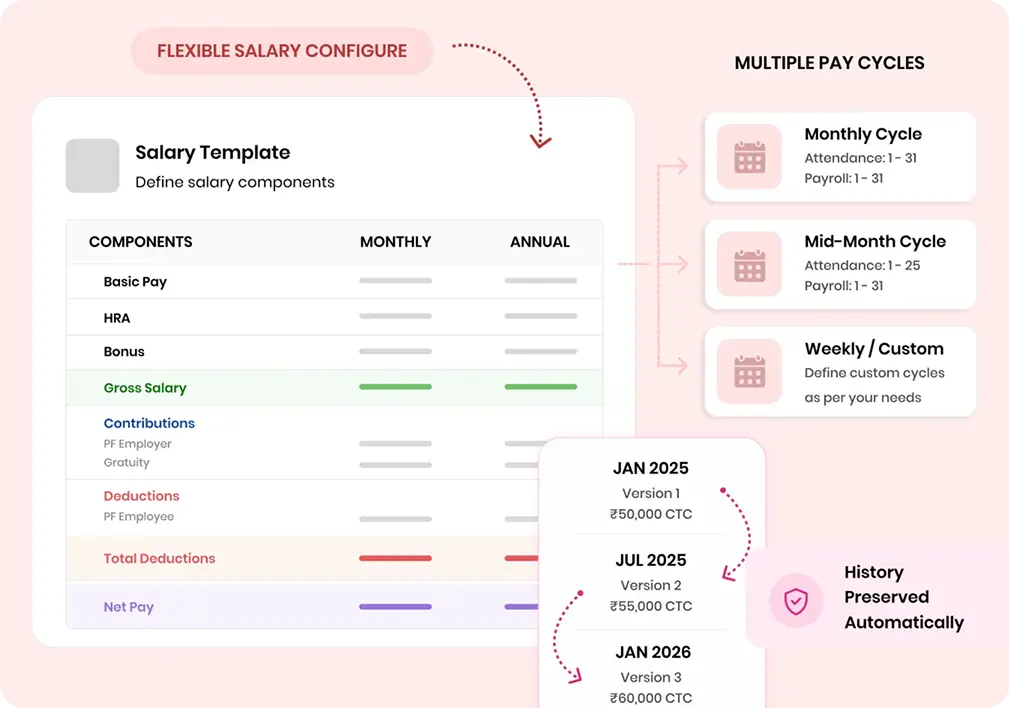 FLEXIBLE SALARY CONFIGURE
Salary Template
Define salary components
COMPONENTS MONTHLY ANNUAL
Basic Pay
HRA
Bonus
Gross Salary
Contributions
PF Employer
Gratuity
Deductions
PF Employee
Total Deductions
Net Pay
MULTIPLE PAY CYCLES
Monthly Cycle
Attendance: 1 - 31
Payroll: 1 - 31
Mid-Month Cycle
Attendance: 1 - 25
Payroll: 1 - 31
Weekly / Custom
Define custom cycles
as per your needs
JAN 2025
Version 1
₹50,000 CTC
JUL 2025
Version 2
₹55,000 CTC
JAN 2026
Version 3
₹60,000 CTC
History
Preserved
Automatically